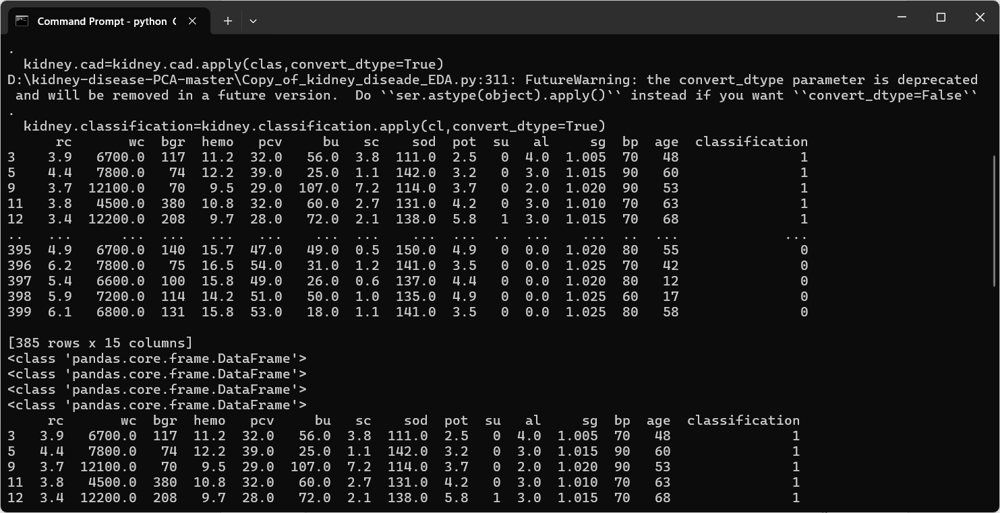 Command Prompt - python
.
  kidney.cad=kidney.cad.apply(clas,convert_dtype=True)
D:\kidney-disease-PCA-master\Copy_of_kidney_diseade_EDA.py:311: FutureWarning: the convert_dtype parameter is deprecated
 and will be removed in a future version.  Do ``ser.astype(object).apply()`` instead if you want ``convert_dtype=False``
.
  kidney.classification=kidney.classification.apply(cl,convert_dtype=True)
      rc       wc  bgr  hemo   pcv     bu   sc    sod  pot  su   al     sg  bp  age  classification
3    3.9   6700.0  117  11.2  32.0   56.0  3.8  111.0  2.5   0  4.0  1.005  70   48               1
5    4.4   7800.0   74  12.2  39.0   25.0  1.1  142.0  3.2   0  3.0  1.015  90   60               1
9    3.7  12100.0   70   9.5  29.0  107.0  7.2  114.0  3.7   0  2.0  1.020  90   53               1
11   3.8   4500.0  380  10.8  32.0   60.0  2.7  131.0  4.2   0  3.0  1.010  70   63               1
12   3.4  12200.0  208   9.7  28.0   72.0  2.1  138.0  5.8   1  3.0  1.015  70   68               1
..   ...      ...  ...   ...   ...    ...  ...    ...  ...  ..  ...    ...  ..  ...             ...
395  4.9   6700.0  140  15.7  47.0   49.0  0.5  150.0  4.9   0  0.0  1.020  80   55               0
396  6.2   7800.0   75  16.5  54.0   31.0  1.2  141.0  3.5   0  0.0  1.025  70   42               0
397  5.4   6600.0  100  15.8  49.0   26.0  0.6  137.0  4.4   0  0.0  1.020  80   12               0
398  5.9   7200.0  114  14.2  51.0   50.0  1.0  135.0  4.9   0  0.0  1.025  60   17               0
399  6.1   6800.0  131  15.8  53.0   18.0  1.1  141.0  3.5   0  0.0  1.025  80   58               0
[385 rows x 15 columns]
<class 'pandas.core.frame.DataFrame'>
<class 'pandas.core.frame.DataFrame'>
<class 'pandas.core.frame.DataFrame'>
<class 'pandas.core.frame.DataFrame'>
     rc       wc  bgr  hemo   pcv     bu   sc    sod  pot  su   al     sg  bp  age  classification
3   3.9   6700.0  117  11.2  32.0   56.0  3.8  111.0  2.5   0  4.0  1.005  70   48               1
5   4.4   7800.0   74  12.2  39.0   25.0  1.1  142.0  3.2   0  3.0  1.015  90   60               1
9   3.7  12100.0   70   9.5  29.0  107.0  7.2  114.0  3.7   0  2.0  1.020  90   53               1
11  3.8   4500.0  380  10.8  32.0   60.0  2.7  131.0  4.2   0  3.0  1.010  70   63               1
12  3.4  12200.0  208   9.7  28.0   72.0  2.1  138.0  5.8   1  3.0  1.015  70   68               1